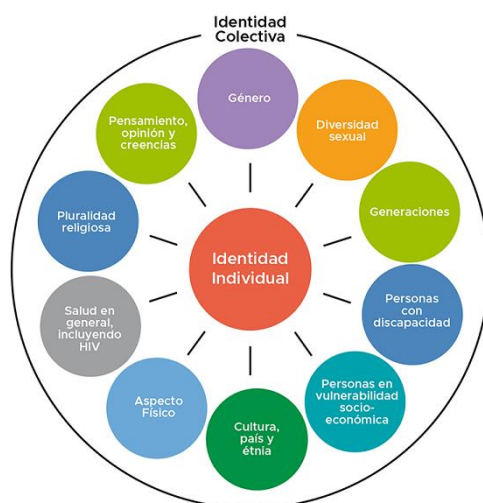 Identidad
Colectiva
Género
Diversidad
sexual
Generaciones
Personas
con
discapacidad
Personas en
vulnerabilidad
socio-
económica
Cultura,
país y
étnia
Aspecto
Físico
Salud en
general,
incluyendo
HIV
Pluralidad
religiosa
Pensamiento,
opinión y
creencias
Identidad
Individual